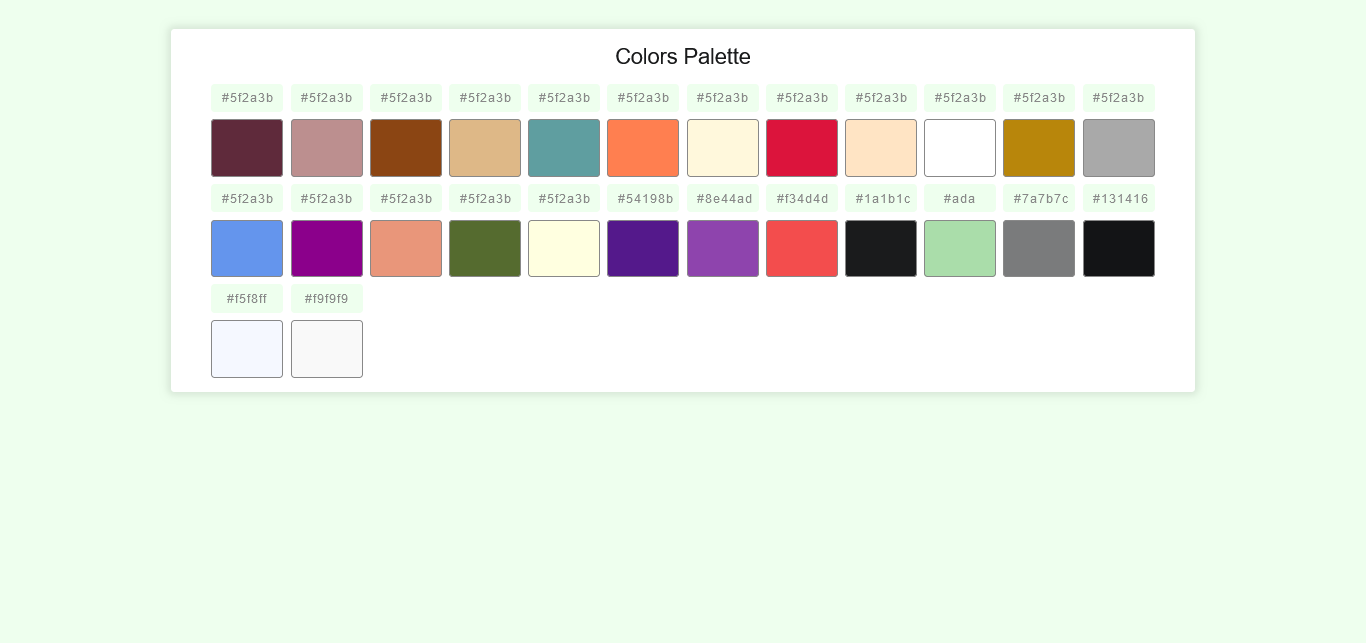 Colors Palette
#5f2a3b #5f2a3b #5f2a3b #5f2a3b #5f2a3b #5f2a3b #5f2a3b #5f2a3b #5f2a3b #5f2a3b #5f2a3b #5f2a3b
#5f2a3b #5f2a3b #5f2a3b #5f2a3b #5f2a3b #54198b #8e44ad #f34d4d #1a1b1c #ada #7a7b7c #131416
#f5f8ff #f9f9f9